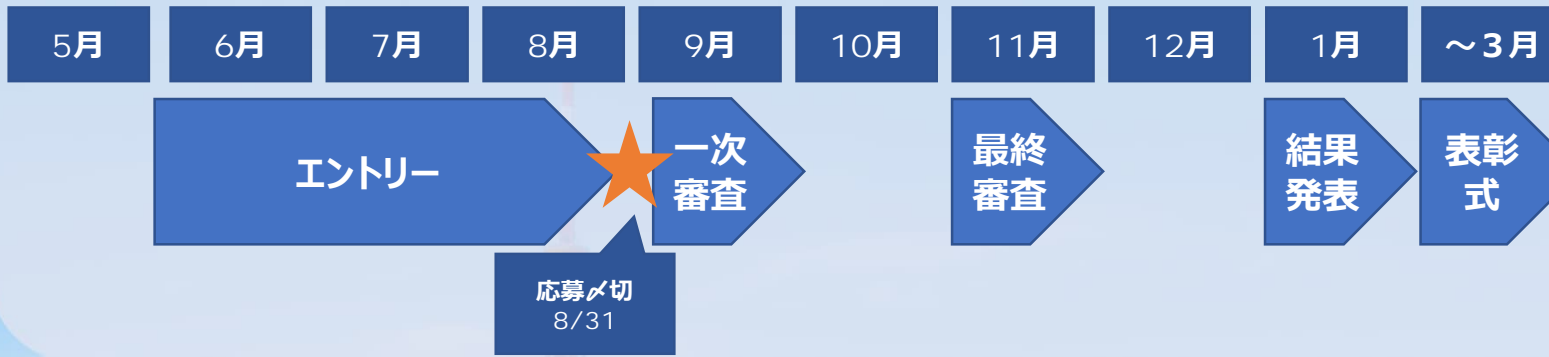 5月 6月 7月 8月 9月 10月 11月 12月 1月 ～3月
エントリー
一次
審査
最終
審査
結果
発表
表彰
式
応募〆切
8/31